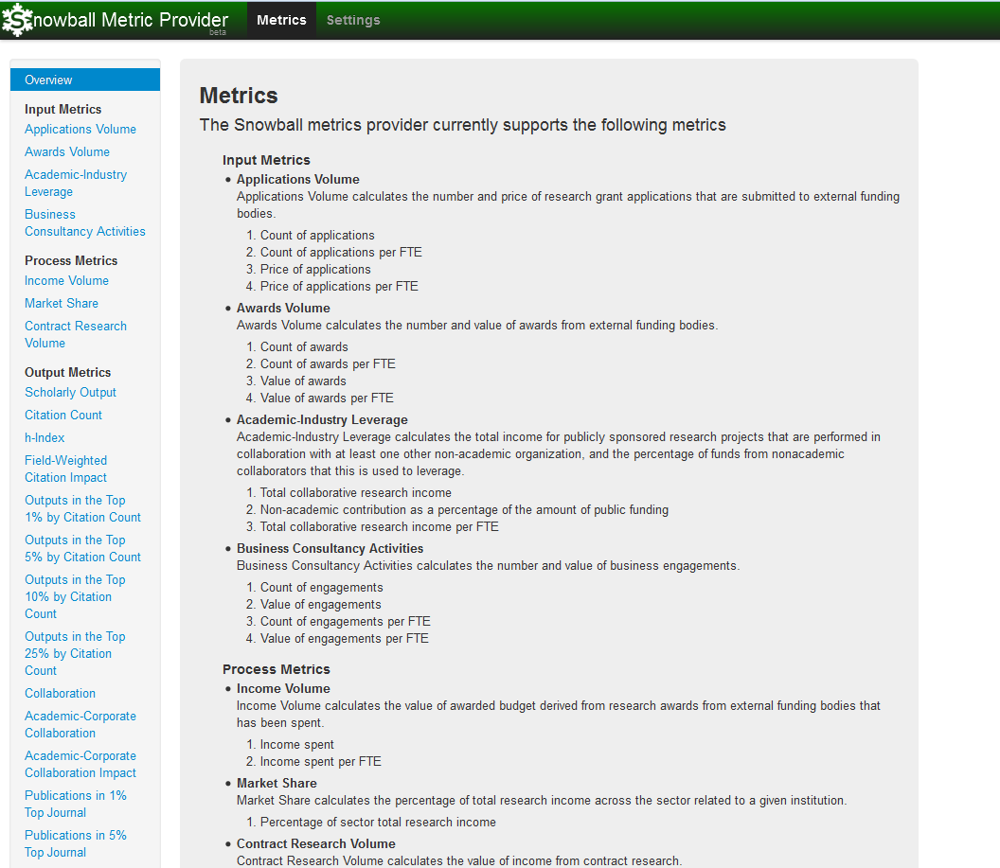 Snowball Metric Provider
beta
Metrics
Settings
Overview
Input Metrics
Applications Volume
Awards Volume
Academic-Industry
Leverage
Business
Consultancy Activities
Process Metrics
Income Volume
Market Share
Contract Research
Volume
Output Metrics
Scholarly Output
Citation Count
h-Index
Field-Weighted
Citation Impact
Outputs in the Top
1% by Citation Count
Outputs in the Top
5% by Citation Count
Outputs in the Top
10% by Citation
Count
Outputs in the Top
25% by Citation
Count
Collaboration
Academic-Corporate
Collaboration
Academic-Corporate
Collaboration Impact
Publications in 1%
Top Journal
Publications in 5%
Top Journal
Metrics
The Snowball metrics provider currently supports the following metrics
Input Metrics
• Applications Volume
Applications Volume calculates the number and price of research grant applications that are submitted to external funding
bodies.
1. Count of applications
2. Count of applications per FTE
3. Price of applications
4. Price of applications per FTE
• Awards Volume
Awards Volume calculates the number and value of awards from external funding bodies.
1. Count of awards
2. Count of awards per FTE
3. Value of awards
4. Value of awards per FTE
• Academic-Industry Leverage
Academic-Industry Leverage calculates the total income for publicly sponsored research projects that are performed in
collaboration with at least one other non-academic organization, and the percentage of funds from nonacademic
collaborators that this is used to leverage.
1. Total collaborative research income
2. Non-academic contribution as a percentage of the amount of public funding
3. Total collaborative research income per FTE
• Business Consultancy Activities
Business Consultancy Activities calculates the number and value of business engagements.
1. Count of engagements
2. Value of engagements
3. Count of engagements per FTE
4. Value of engagements per FTE
Process Metrics
• Income Volume
Income Volume calculates the value of awarded budget derived from research awards from external funding bodies that
has been spent.
1. Income spent
2. Income spent per FTE
• Market Share
Market Share calculates the percentage of total research income across the sector related to a given institution.
1. Percentage of sector total research income
• Contract Research Volume
Contract Research Volume calculates the value of income from contract research.